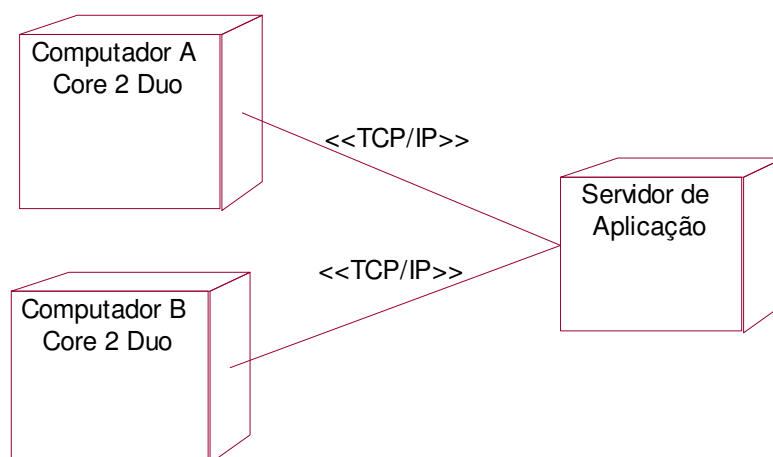 Computador A
Core 2 Duo
<<TCP/IP>>
Servidor de
Aplicação
<<TCP/IP>>
Computador B
Core 2 Duo